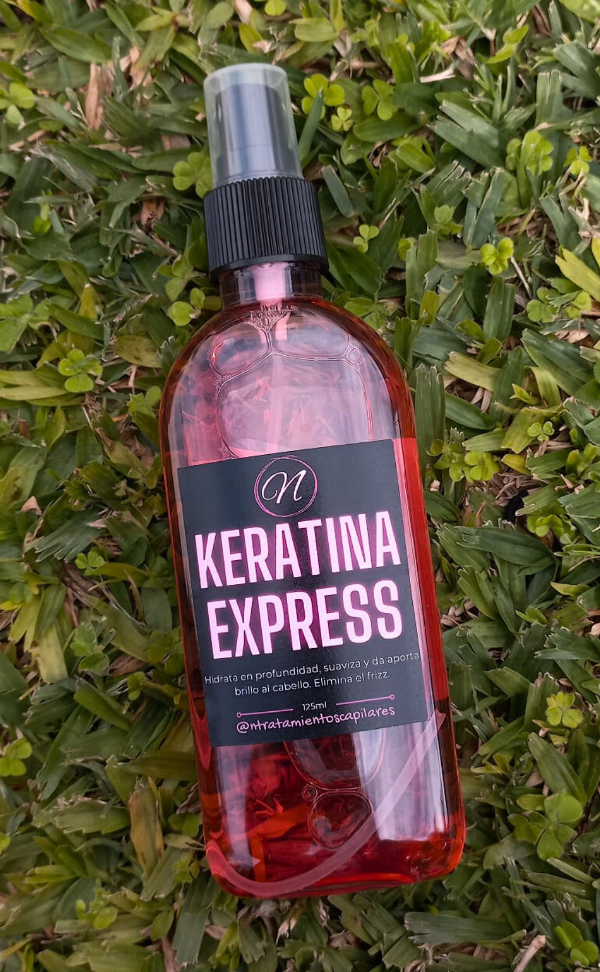 N
KERATINA
EXPRESS
Hidrata en profundidad, suaviza y da aporta
brillo al cabello. Elimina el frizz.
125ml
@ntratamientoscapilares